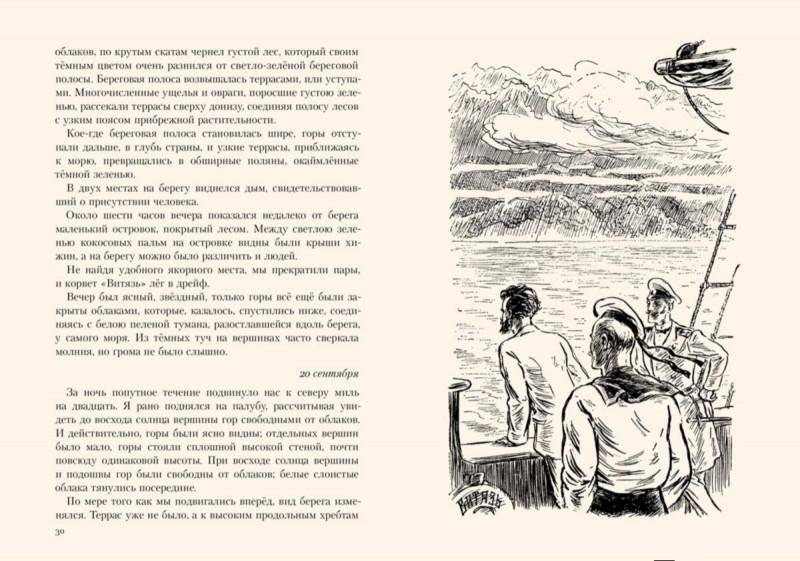 облаков, по крутым скатам чернел густой лес, который своим
тёмным цветом очень разнился от светло-зелёной береговой
полосы. Береговая полоса возвышалась террасами, или уступа-
ми. Многочисленные ущелья и овраги, поросшие густою зеле-
нью, рассекали террасы сверху донизу, соединяя полосу лесов
с узким поясом прибрежной растительности.
Кое-где береговая полоса становилась шире, горы отсту-
пали дальше, в глубь страны, и узкие террасы, приближаясь
к морю, превращались в обширные поляны, окаймлённые
тёмной зеленью.
В двух местах на берегу виднелся дым, свидетельствовав-
ший о присутствии человека.
Около шести часов вечера показался недалеко от берега
маленький островок, покрытый лесом. Между светлою зеле-
нью кокосовых пальм на островке видны были крыши хи-
жин, а на берегу можно было различить и людей.
Не найдя удобного якорного места, мы прекратили пары,
и корвет «Витязь» лёг в дрейф.
Вечер был ясный, звёздный, только горы всё ещё были за-
крыты облаками, которые, казалось, спустились ниже, соеди-
няясь с белою пеленой тумана, разостлавшейся вдоль берега,
у самого моря. Из тёмных туч на вершинах часто сверкала
молния, но грома не было слышно.
20 сентября
За ночь попутное течение подвинуло нас к северу миль
на двадцать. Я рано поднялся на палубу, рассчитывая уви-
деть до восхода солнца вершины гор свободными от облаков.
И действительно, горы были ясно видны; отдельных вершин
было мало, горы стояли сплошной высокой стеной, почти
повсюду одинаковой высоты. При восходе солнца вершины
и подошвы гор были свободны от облаков; белые слоистые
облака тянулись посередине.
По мере того как мы подвигались вперёд, вид берега изме-
нялся. Террас уже не было, а к высоким продольным хребтам
30
ВИТЯЗЬ